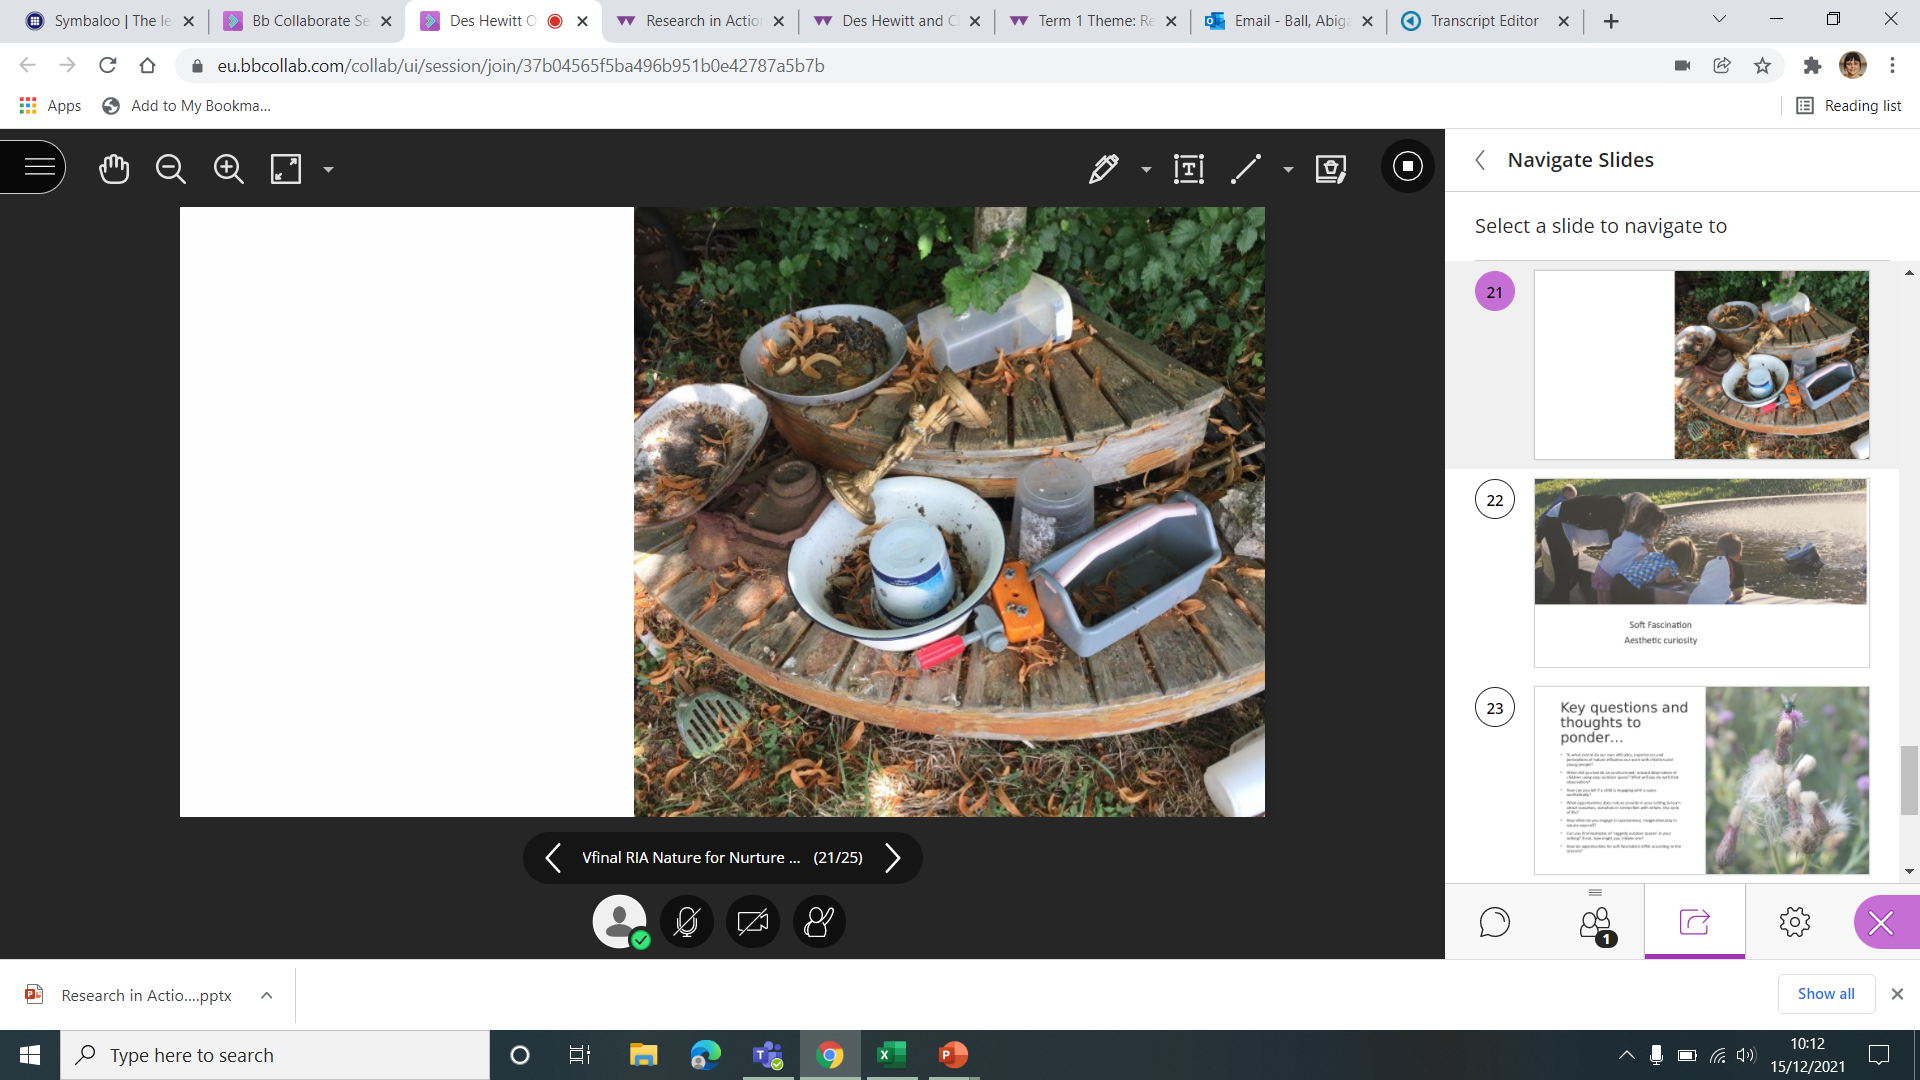 Symbaloo | The le
Bb Collaborate Se
Des Hewitt O
Research in Actio
Des Hewitt and C
Term 1 Theme: Re
Email - Ball, Abiga
Transcript Editor
eu.bbcollab.com/collab/ui/session/join/37b04565f5ba496b951b0e42787a5b7b
Apps
Add to My Bookma...
Reading list
Navigate Slides
Select a slide to navigate to
21
22
Soft Fascination
Aesthetic curiosity
23
Key questions and
thoughts to
ponder...
Vfinal RIA Nature for Nurture ... (21/25)
1
Research in Actio....pptx
Show all
Type here to search
10:12
15/12/2021